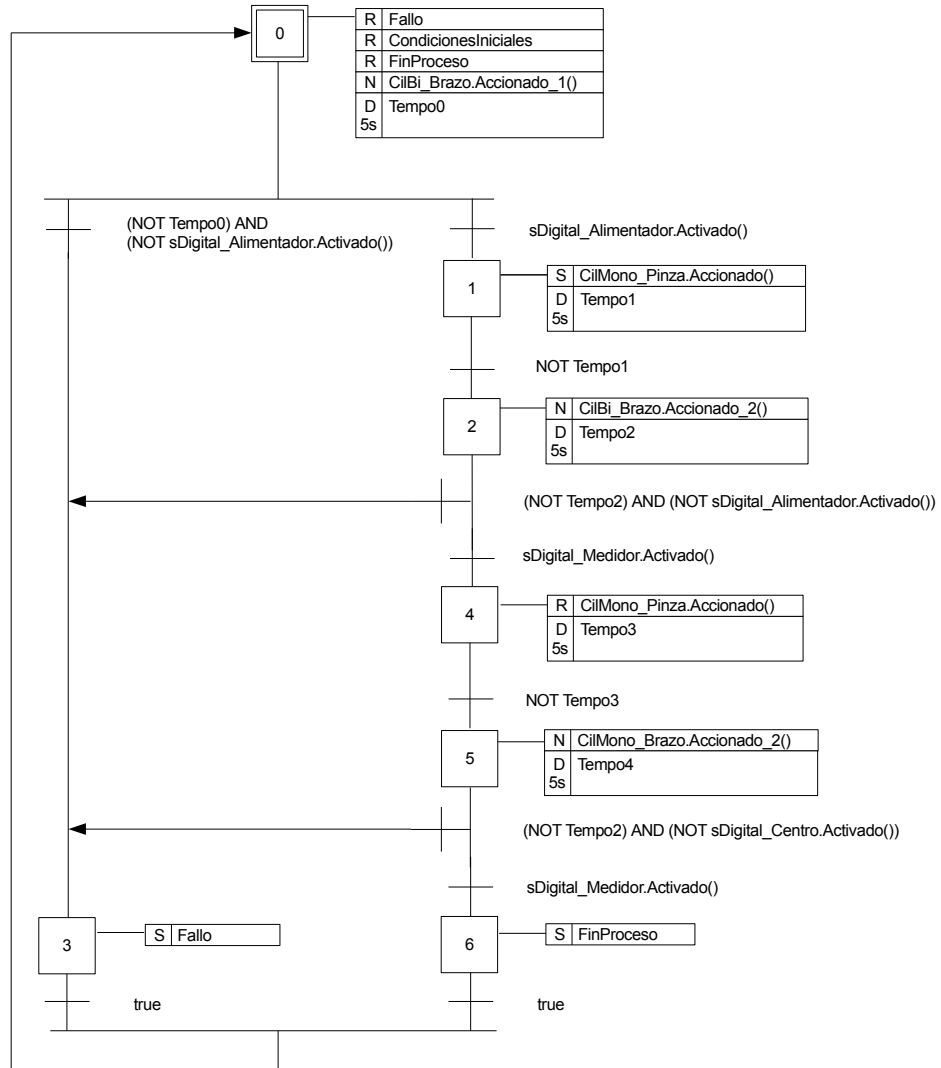 0
R Fallo
R CondicionesIniciales
R FinProceso
N CilBi_Brazo.Accionado_1()
D Tempo0
5s
(NOT Tempo0) AND
(NOT sDigital_Alimentador.Activado())
sDigital_Alimentador.Activado()
1
S CilMono_Pinza.Accionado()
D Tempo1
5s
NOT Tempo1
2
N CilBi_Brazo.Accionado_2()
D Tempo2
5s
(NOT Tempo2) AND (NOT sDigital_Alimentador.Activado())
sDigital_Medidor.Activado()
4
R CilMono_Pinza.Accionado()
D Tempo3
5s
NOT Tempo3
5
N CilMono_Brazo.Accionado_2()
D Tempo4
5s
(NOT Tempo2) AND (NOT sDigital_Centro.Activado())
sDigital_Medidor.Activado()
3
S Fallo
6
S FinProceso
true
true